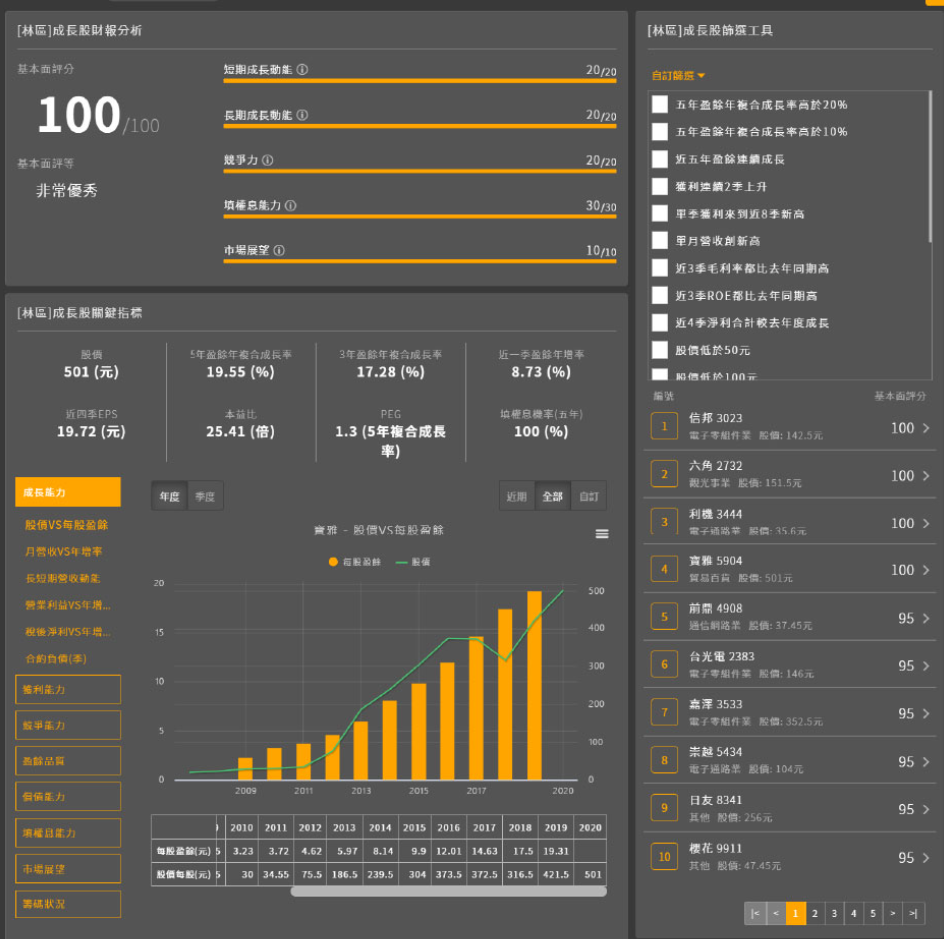 [林區]成長股財報分析
基本面評分
100/100
基本面評等
非常優秀
短期成長動能 ⓘ 20/20
長期成長動能 ⓘ 20/20
競爭力 ⓘ 20/20
填權息能力 ⓘ 30/30
市場展望 ⓘ 10/10
[林區]成長股關鍵指標
股價
501 (元)
5年盈餘年複合成長率
19.55 (%)
3年盈餘年複合成長率
17.28 (%)
近一季盈餘年增率
8.73 (%)
近四季EPS
19.72 (元)
本益比
25.41 (倍)
PEG
1.3 (5年複合成長
率)
填權息機率(五年)
100 (%)
成長能力
股價VS每股盈餘
月營收VS年增率
長短期營收動能
營業利益VS年增...
稅後淨利VS年增...
合約負債(季)
獲利能力
競爭能力
盈餘品質
償債能力
填權息能力
市場展望
籌碼狀況
年度 季度
近期 全部 自訂
寶雅 - 股價VS每股盈餘
每股盈餘 股價
20
15
10
5
0
500
400
300
200
100
0
2009 2011 2013 2015 2017 2020
2010 2011 2012 2013 2014 2015 2016 2017 2018 2019 2020
每股盈餘(元) 5 3.23 3.72 4.62 5.97 8.14 9.9 12.01 14.63 17.5 19.31
股價每股(元) 5 30 34.55 75.5 186.5 239.5 304 373.5 372.5 316.5 421.5 501
[林區]成長股篩選工具
自訂篩選
五年盈餘年複合成長率高於20%
五年盈餘年複合成長率高於10%
近五年盈餘連續成長
獲利連續2季上升
單季獲利來到近8季新高
單月營收創新高
近3季毛利率都比去年同期高
近3季ROE都比去年同期高
近4季淨利合計較去年度成長
股價低於50元
股價低於100元
編號 基本面評分
1 信邦 3023 100 >
電子零組件業 股價: 142.5元
2 六角 2732 100 >
觀光事業 股價: 151.5元
3 利機 3444 100 >
電子通路業 股價: 35.6元
4 寶雅 5904 100 >
貿易百貨 股價: 501元
5 前鼎 4908 95 >
通信網路業 股價: 37.45元
6 台光電 2383 95 >
電子零組件業 股價: 146元
7 嘉澤 3533 95 >
電子零組件業 股價: 352.5元
8 崇越 5434 95 >
電子通路業 股價: 104元
9 日友 8341 95 >
其他 股價: 256元
10 櫻花 9911 95 >
其他 股價: 47.45元
|< < 1 2 3 4 5 > >|